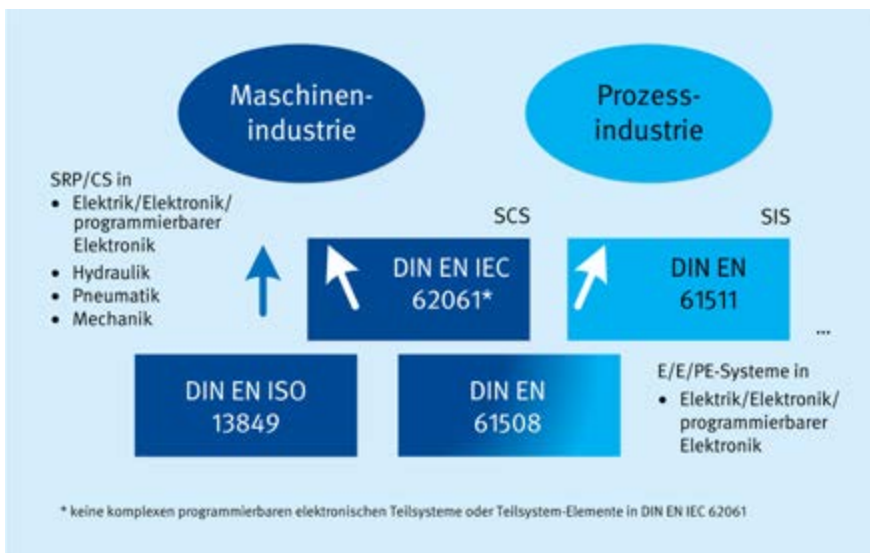 Maschinen-
industrie
Prozess-
industrie
SRP/CS in
• Elektrik/Elektronik/
programmierbarer
Elektronik
• Hydraulik
• Pneumatik
• Mechanik
SCS
DIN EN IEC
62061*
SIS
DIN EN
61511
...
DIN EN ISO
13849
DIN EN
61508
E/E/PE-Systeme in
• Elektrik/Elektronik/
programmierbarer
Elektronik
* keine komplexen programmierbaren elektronischen Teilsysteme oder Teilsystem-Elemente in DIN EN IEC 62061